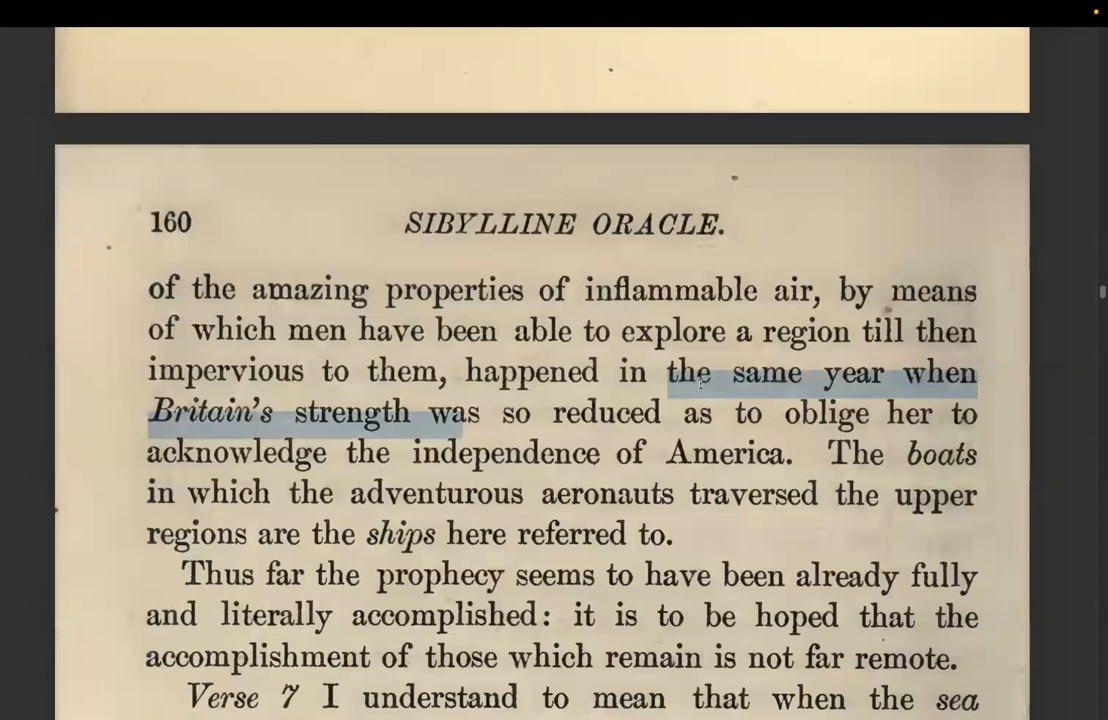 160
SIBYLLINE ORACLE.
of the amazing properties of inflammable air, by means
of which men have been able to explore a region till then
impervious to them, happened in the same year when
Britain's strength was so reduced as to oblige her to
acknowledge the independence of America. The boats
in which the adventurous aeronauts traversed the upper
regions are the ships here referred to.
Thus far the prophecy seems to have been already fully
and literally accomplished: it is to be hoped that the
accomplishment of those which remain is not far remote.
Verse 7 I understand to mean that when the sea